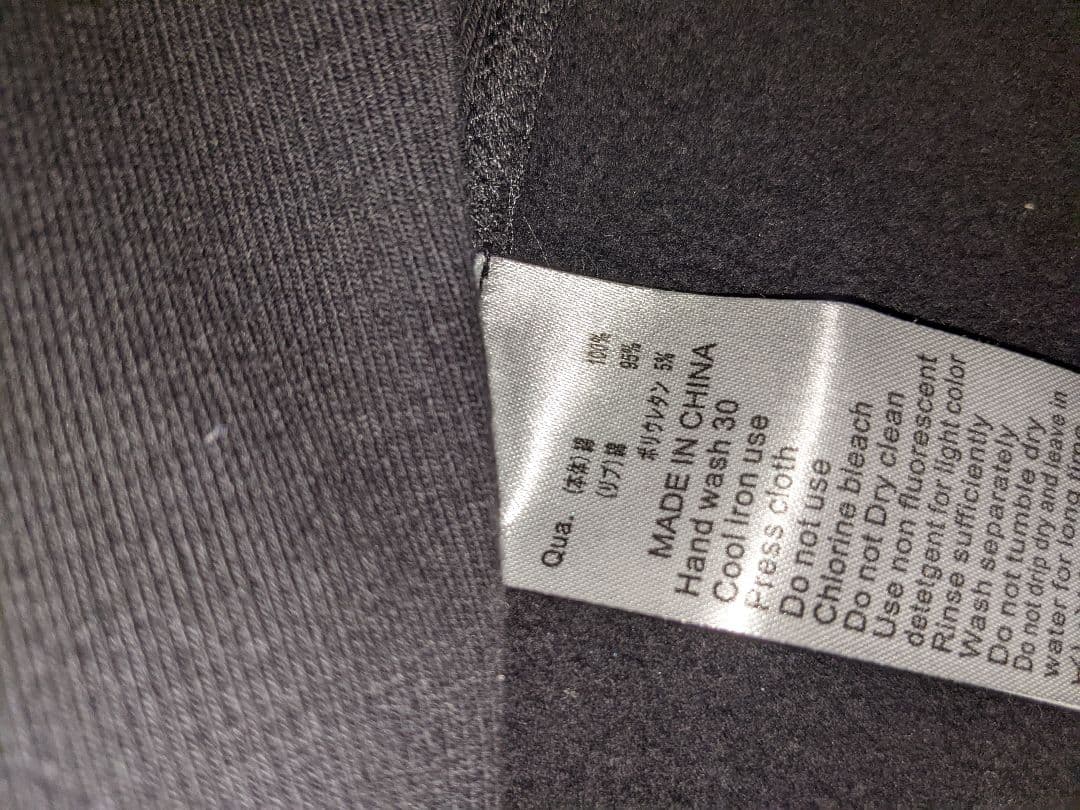 Qua. (本体) 綿 100%
(リブ) 綿 95%
ポリウレタン 5%
MADE IN CHINA
Hand wash 30
Cool iron use
Press cloth
Do not use
Chlorine bleach
Do not Dry clean
Use non fluorescent
detetgent for light color
Rinse sufficiently
Wash separately
Do not tumble dry
Do not drip dry and leave in
water for long